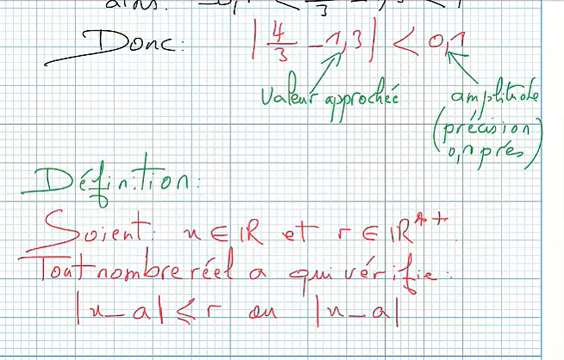 Donc: |4/3 - 1,3| < 0,1
valeur approchée
amplitude
(précision
0,1 près)
Définition:
Soient: x ∈ ℝ et r ∈ ℝ*+.
Tout nombre réel a qui vérifie:
|x - a| ≤ r ou |x - a|